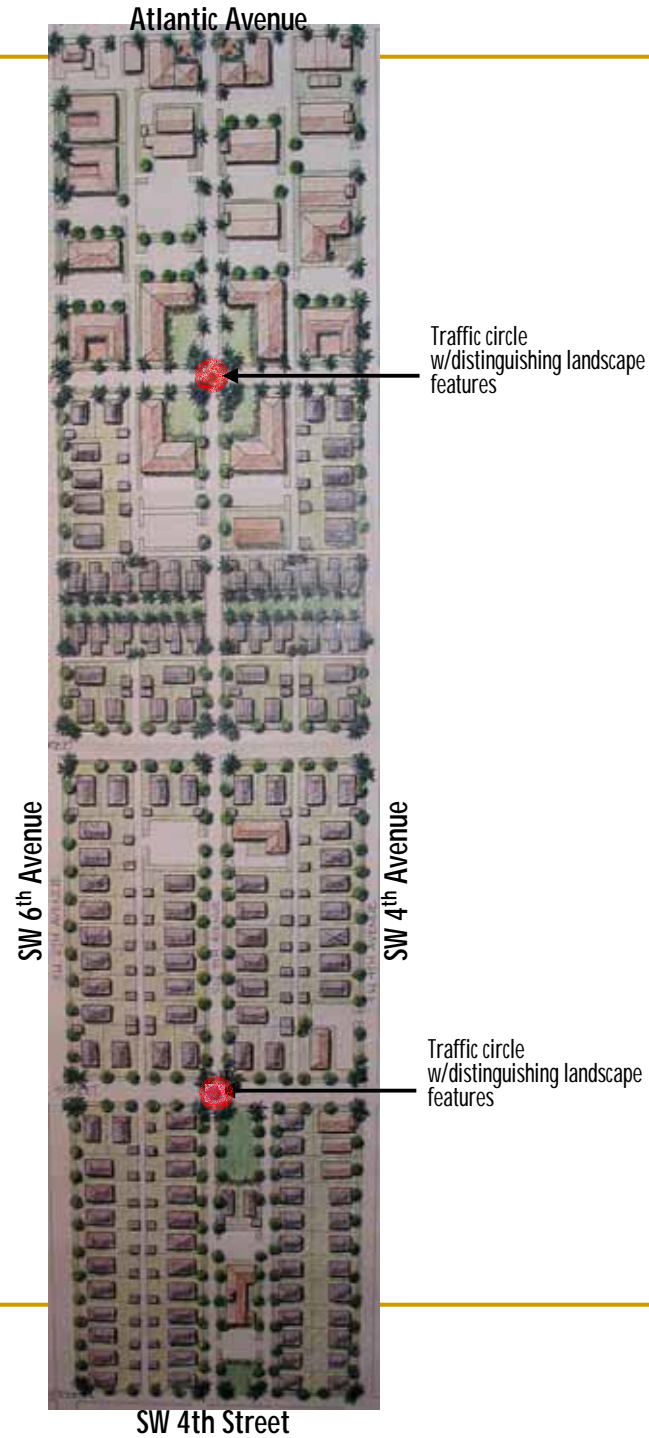 Atlantic Avenue
Traffic circle
w/distinguishing landscape
features
SW 6th Avenue
SW 4th Avenue
Traffic circle
w/distinguishing landscape
features
SW 4th Street